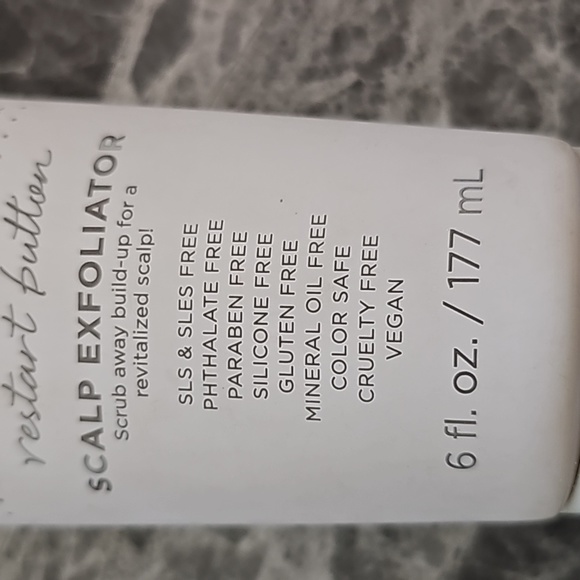 restart button
SCALP EXFOLIATOR
Scrub away build-up for a
revitalized scalp!
SLS & SLES FREE
PHTHALATE FREE
PARABEN FREE
SILICONE FREE
GLUTEN FREE
MINERAL OIL FREE
COLOR SAFE
CRUELTY FREE
VEGAN
6 fl. oz. / 177 mL